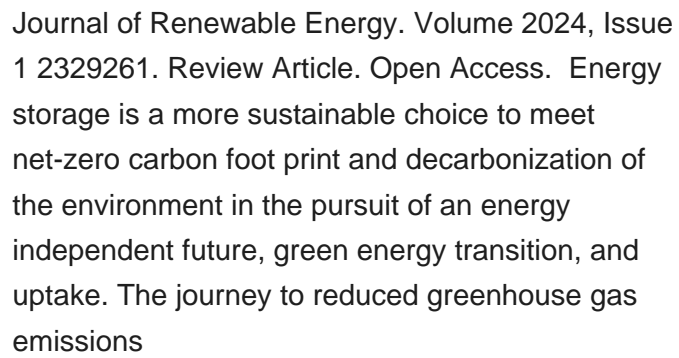 Journal of Renewable Energy. Volume 2024, Issue
1 2329261. Review Article. Open Access.  Energy
storage is a more sustainable choice to meet
net-zero carbon foot print and decarbonization of
the environment in the pursuit of an energy
independent future, green energy transition, and
uptake. The journey to reduced greenhouse gas
emissions